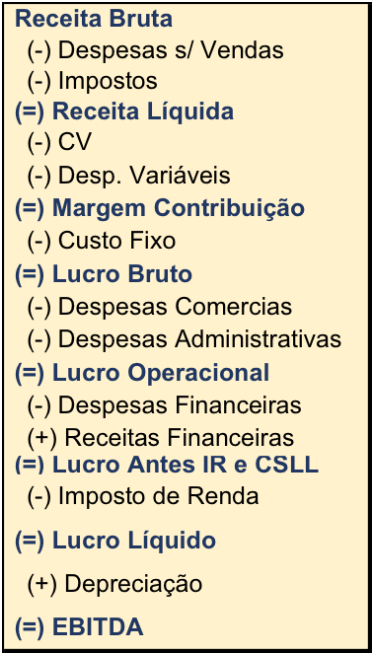 Receita Bruta
(-) Despesas s/ Vendas
(-) Impostos
(=) Receita Líquida
(-) CV
(-) Desp. Variáveis
(=) Margem Contribuição
(-) Custo Fixo
(=) Lucro Bruto
(-) Despesas Comercias
(-) Despesas Administrativas
(=) Lucro Operacional
(-) Despesas Financeiras
(+) Receitas Financeiras
(=) Lucro Antes IR e CSLL
(-) Imposto de Renda
(=) Lucro Líquido
(+) Depreciação
(=) EBITDA